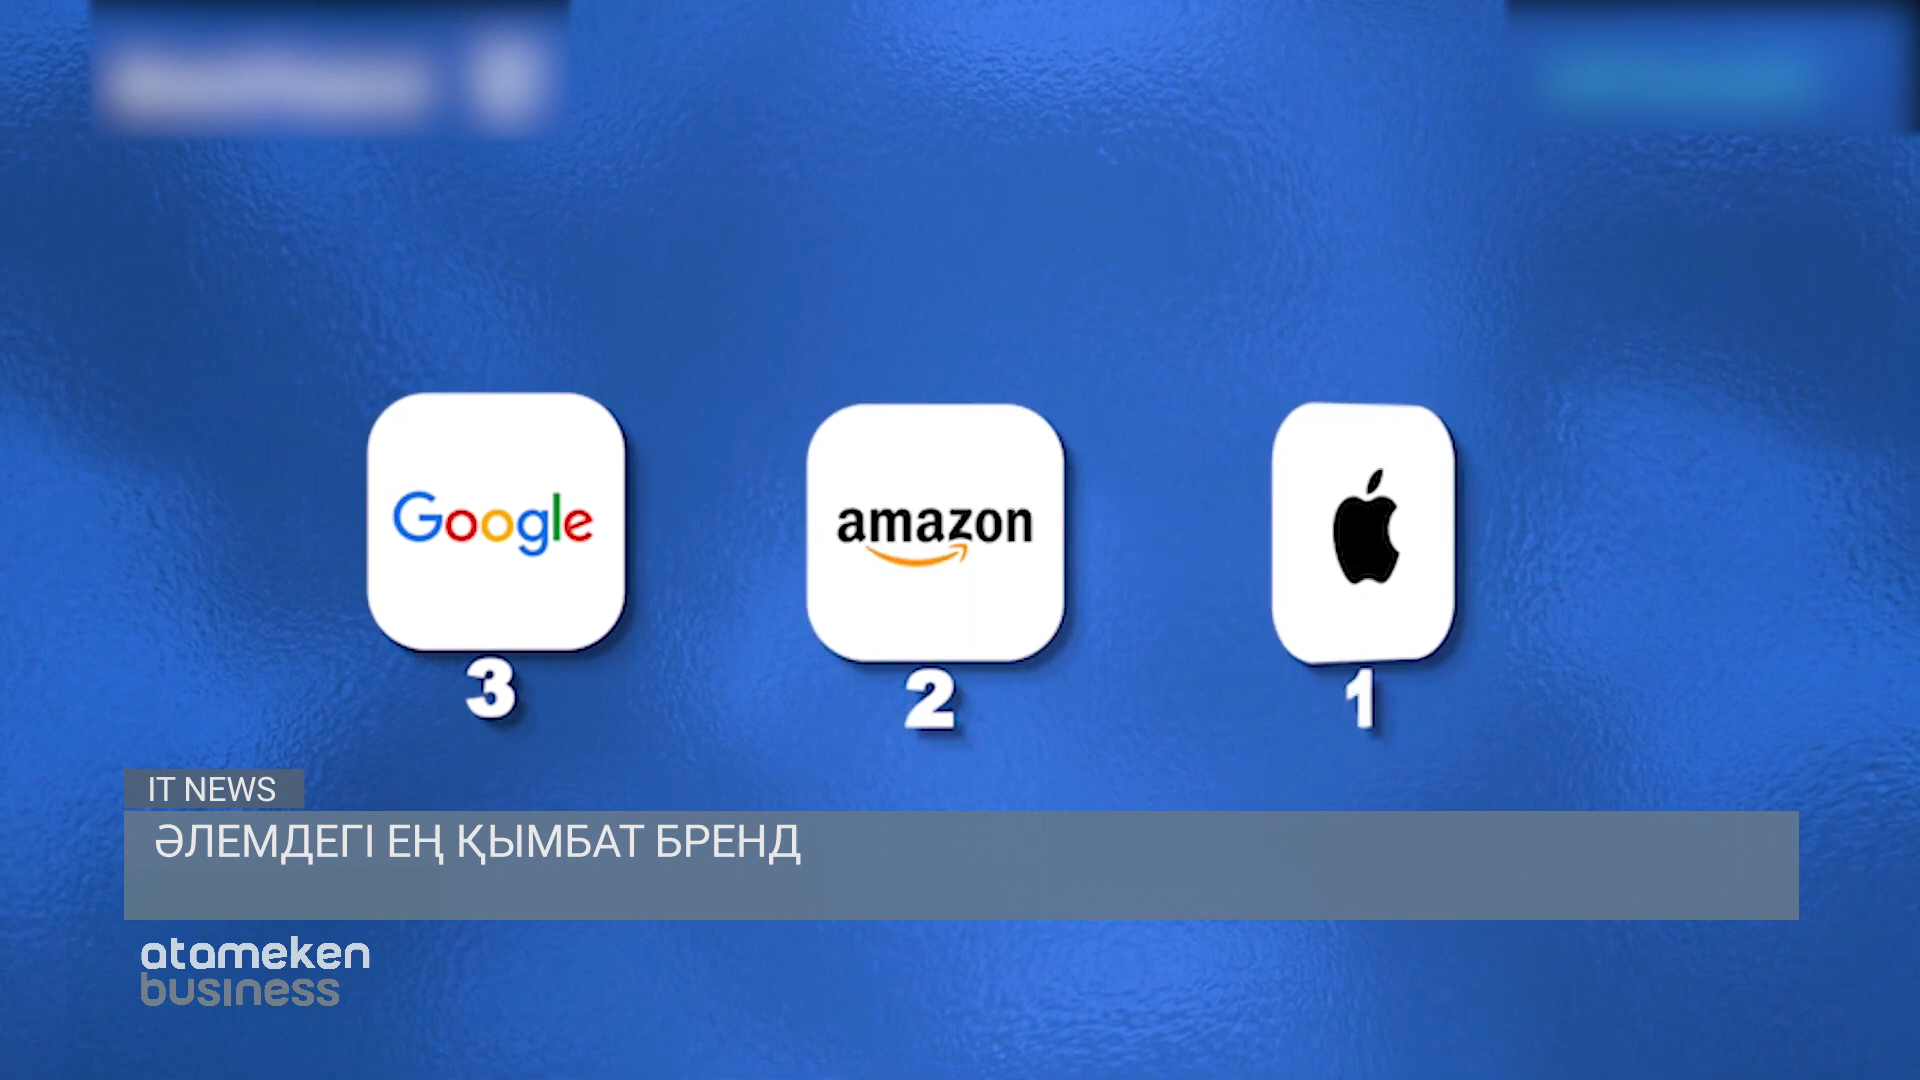 Google
amazon
3
2
1
IT NEWS
ӘЛЕМДЕГІ ЕҢ ҚЫМБАТ БРЕНД
atameken
business